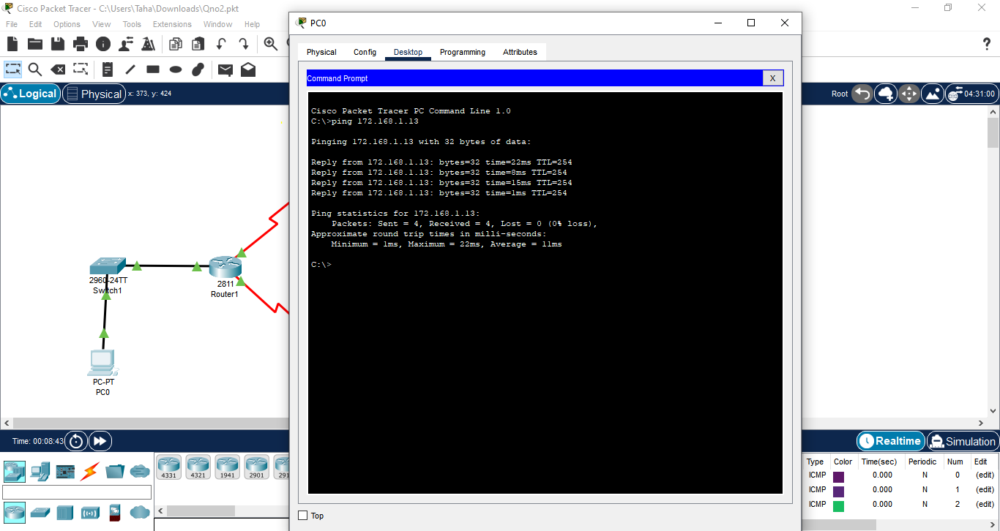 Cisco Packet Tracer - C:\Users\Taha\Downloads\Qno2.pkt
File Edit Options View Tools Extensions Window Help
Logical Physical x: 373, y: 424
Root 04:31:00
PC0
Physical Config Desktop Programming Attributes
Command Prompt X
Cisco Packet Tracer PC Command Line 1.0
C:\>ping 172.168.1.13
Pinging 172.168.1.13 with 32 bytes of data:
Reply from 172.168.1.13: bytes=32 time=22ms TTL=254
Reply from 172.168.1.13: bytes=32 time=8ms TTL=254
Reply from 172.168.1.13: bytes=32 time=15ms TTL=254
Reply from 172.168.1.13: bytes=32 time=1ms TTL=254
Ping statistics for 172.168.1.13:
Packets: Sent = 4, Received = 4, Lost = 0 (0% loss),
Approximate round trip times in milli-seconds:
Minimum = 1ms, Maximum = 22ms, Average = 11ms
C:\>
Top
2960-24TT
Switch1
2811
Router1
PC-PT
PC0
Time: 00:08:43
Realtime Simulation
4331 4321 1941 2901 291
Type Color Time(sec) Periodic Num Edit
ICMP 0.000 N 0 (edit)
ICMP 0.000 N 1 (edit)
ICMP 0.000 N 2 (edit)